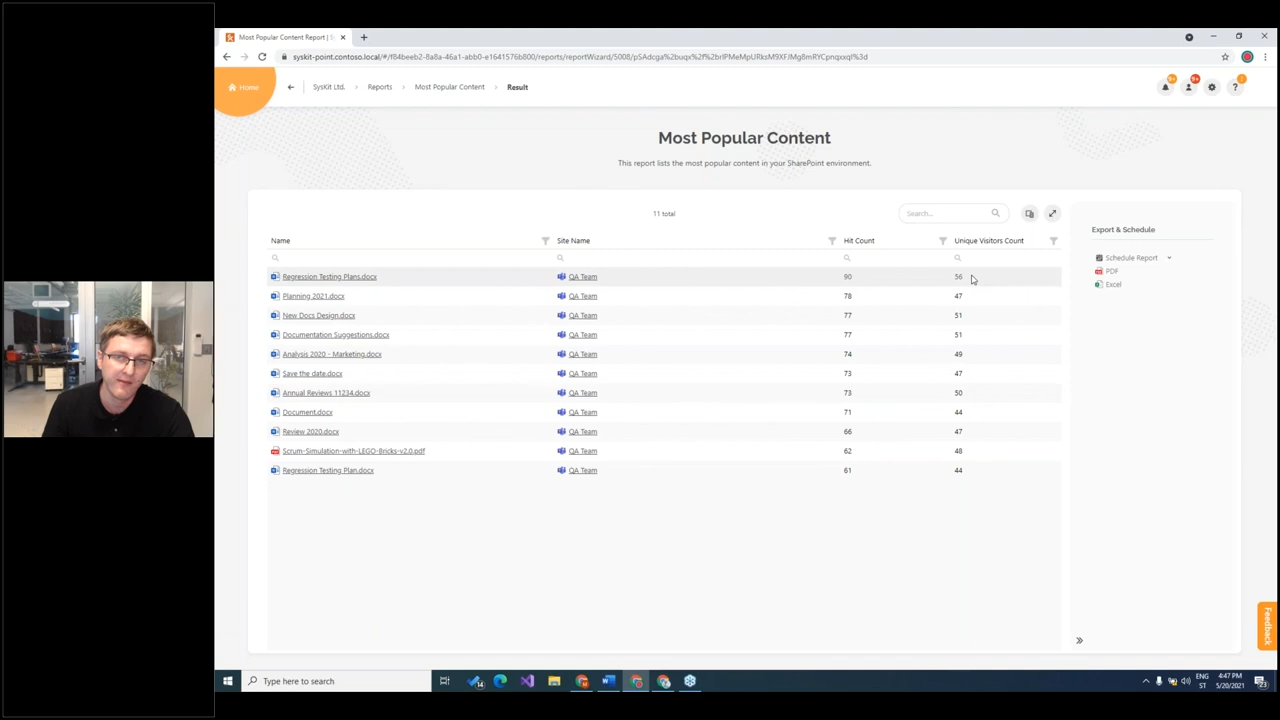 Most Popular Content Report | S
syskit-point.contoso.local/#/f84beeb2-8a8a-46a1-abb0-e1641576b800/reports/reportWizard/5008/
Home
SysKit Ltd. > Reports > Most Popular Content > Result
9+
9+
!
?
Most Popular Content
This report lists the most popular content in your SharePoint environment.
11 total
Search...
Export & Schedule
Schedule Report
PDF
Excel
Name Site Name Hit Count Unique Visitors Count
Regression Testing Plans.docx QA Team 90 56
Planning 2021.docx QA Team 78 47
New Docs Design.docx QA Team 77 51
Documentation Suggestions.docx QA Team 77 51
Analysis 2020 - Marketing.docx QA Team 74 49
Save the date.docx QA Team 73 47
Annual Reviews 11234.docx QA Team 73 50
Document.docx QA Team 71 44
Review 2020.docx QA Team 66 47
Scrum-Simulation-with-LEGO-Bricks-v2.0.pdf QA Team 62 48
Regression Testing Plan.docx QA Team 61 44
Feedback
Type here to search
14
ENG
ST
4:47 PM
5/20/2021
23